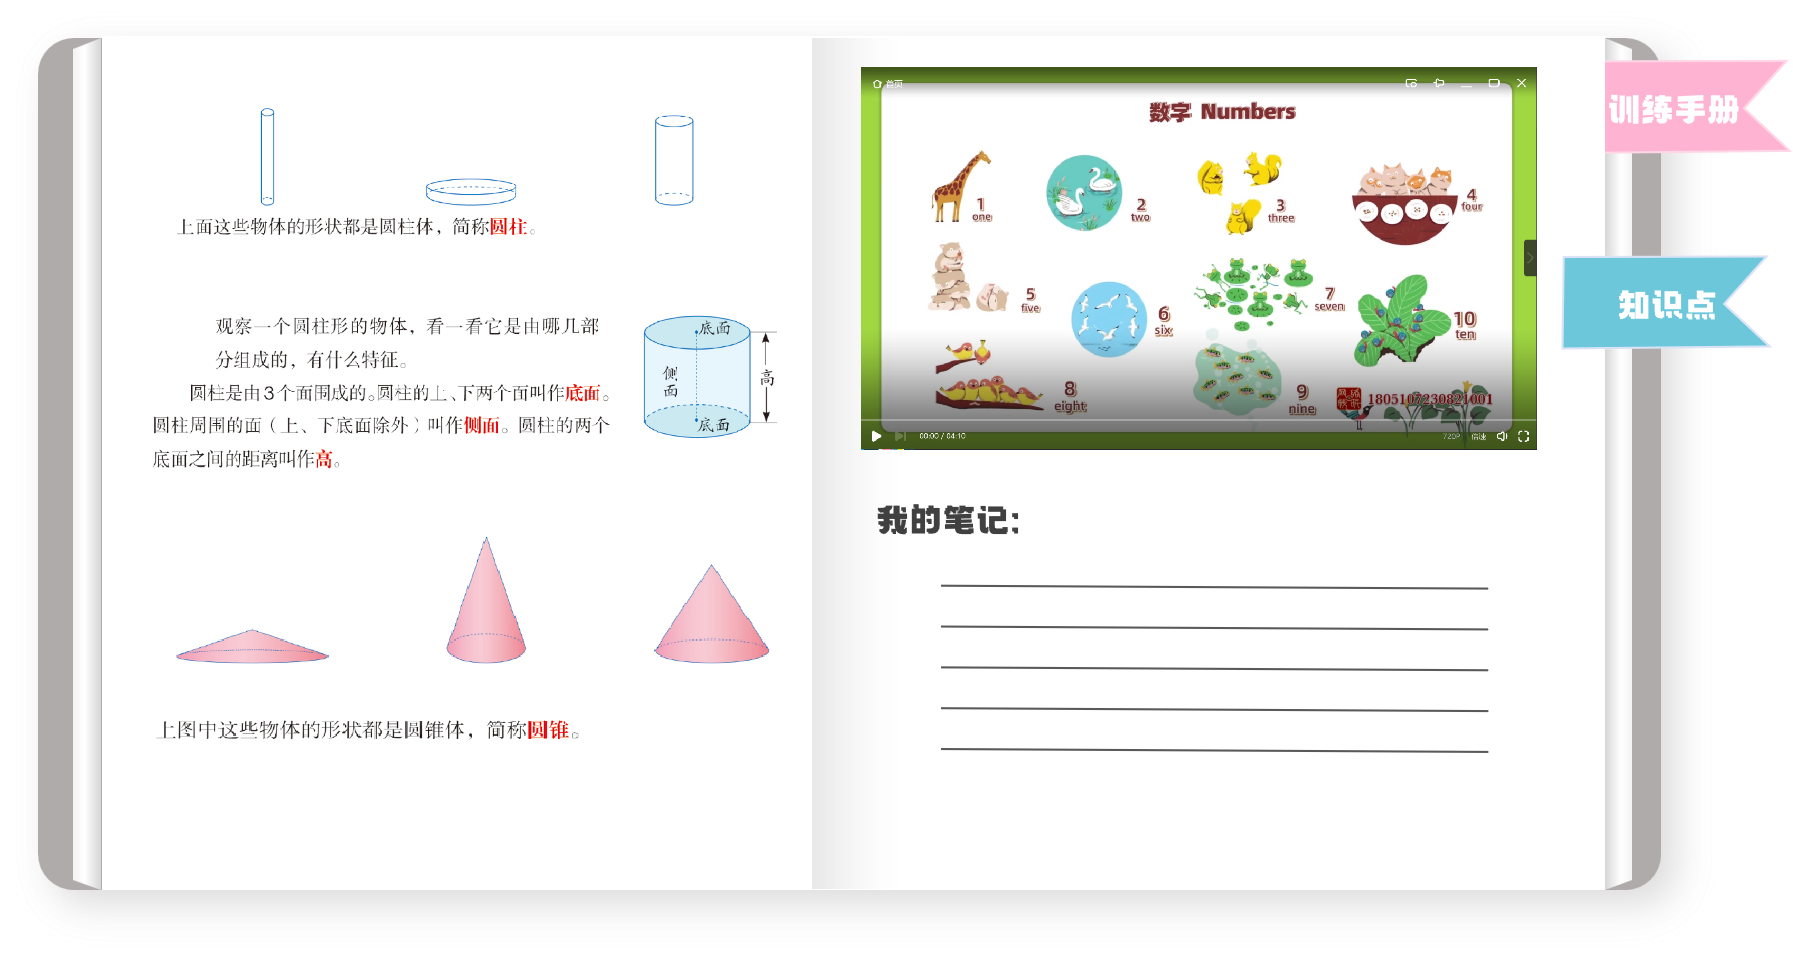 上面这些物体的形状都是圆柱体，简称圆柱。
观察一个圆柱形的物体，看一看它是由哪几部
分组成的，有什么特征。
圆柱是由3个面围成的。圆柱的上、下两个面叫作底面。
圆柱周围的面（上、下底面除外）叫作侧面。圆柱的两个
底面之间的距离叫作高。
底面
侧面
高
底面
上图中这些物体的形状都是圆锥体，简称圆锥。
首页
数字 Numbers
1
one
2
two
3
three
4
four
5
five
6
six
7
seven
10
ten
8
eight
9
nine
1805107230821001
00:00 / 04:10
720P 倍速
我的笔记:
训练手册
知识点